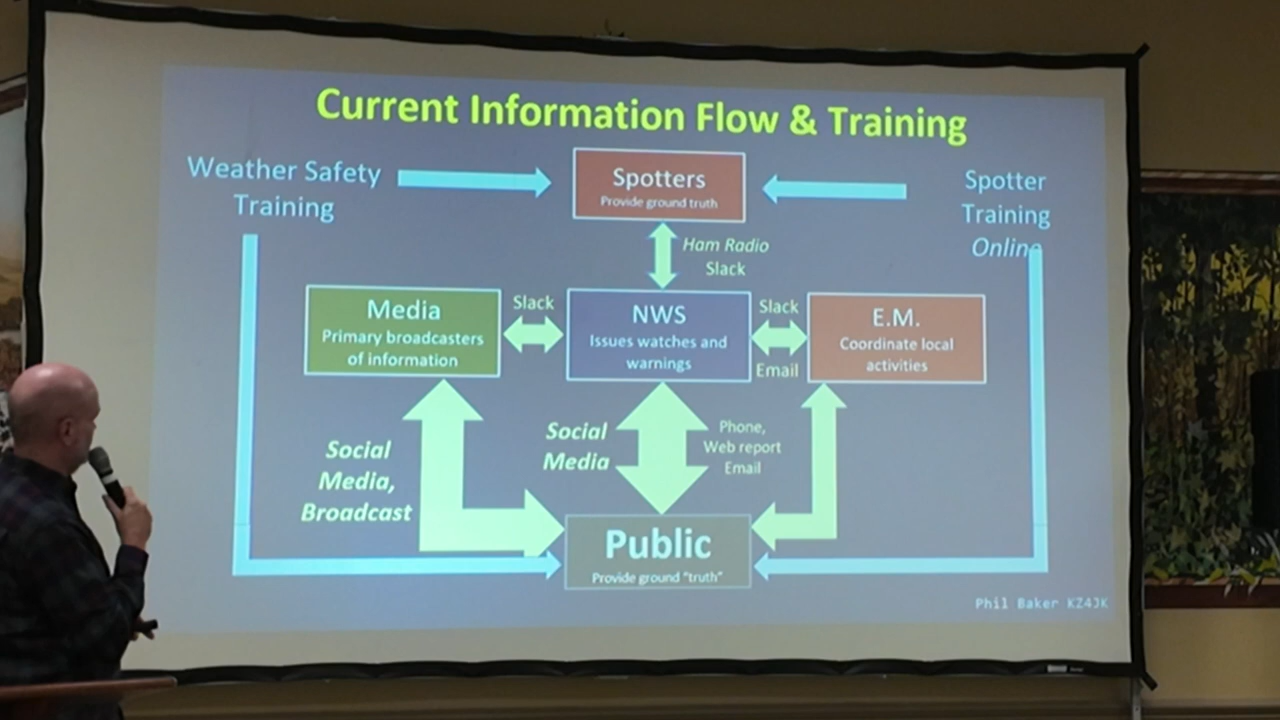 Current Information Flow & Training
Weather Safety
Training
Spotters
Provide ground truth
Spotter
Training
Online
Ham Radio
Slack
Media
Primary broadcasters
of information
Slack
NWS
Issues watches and
warnings
Slack
Email
E.M.
Coordinate local
activities
Social
Media,
Broadcast
Social
Media
Phone,
Web report
Email
Public
Provide ground "truth"
Phil Baker KZ4JK